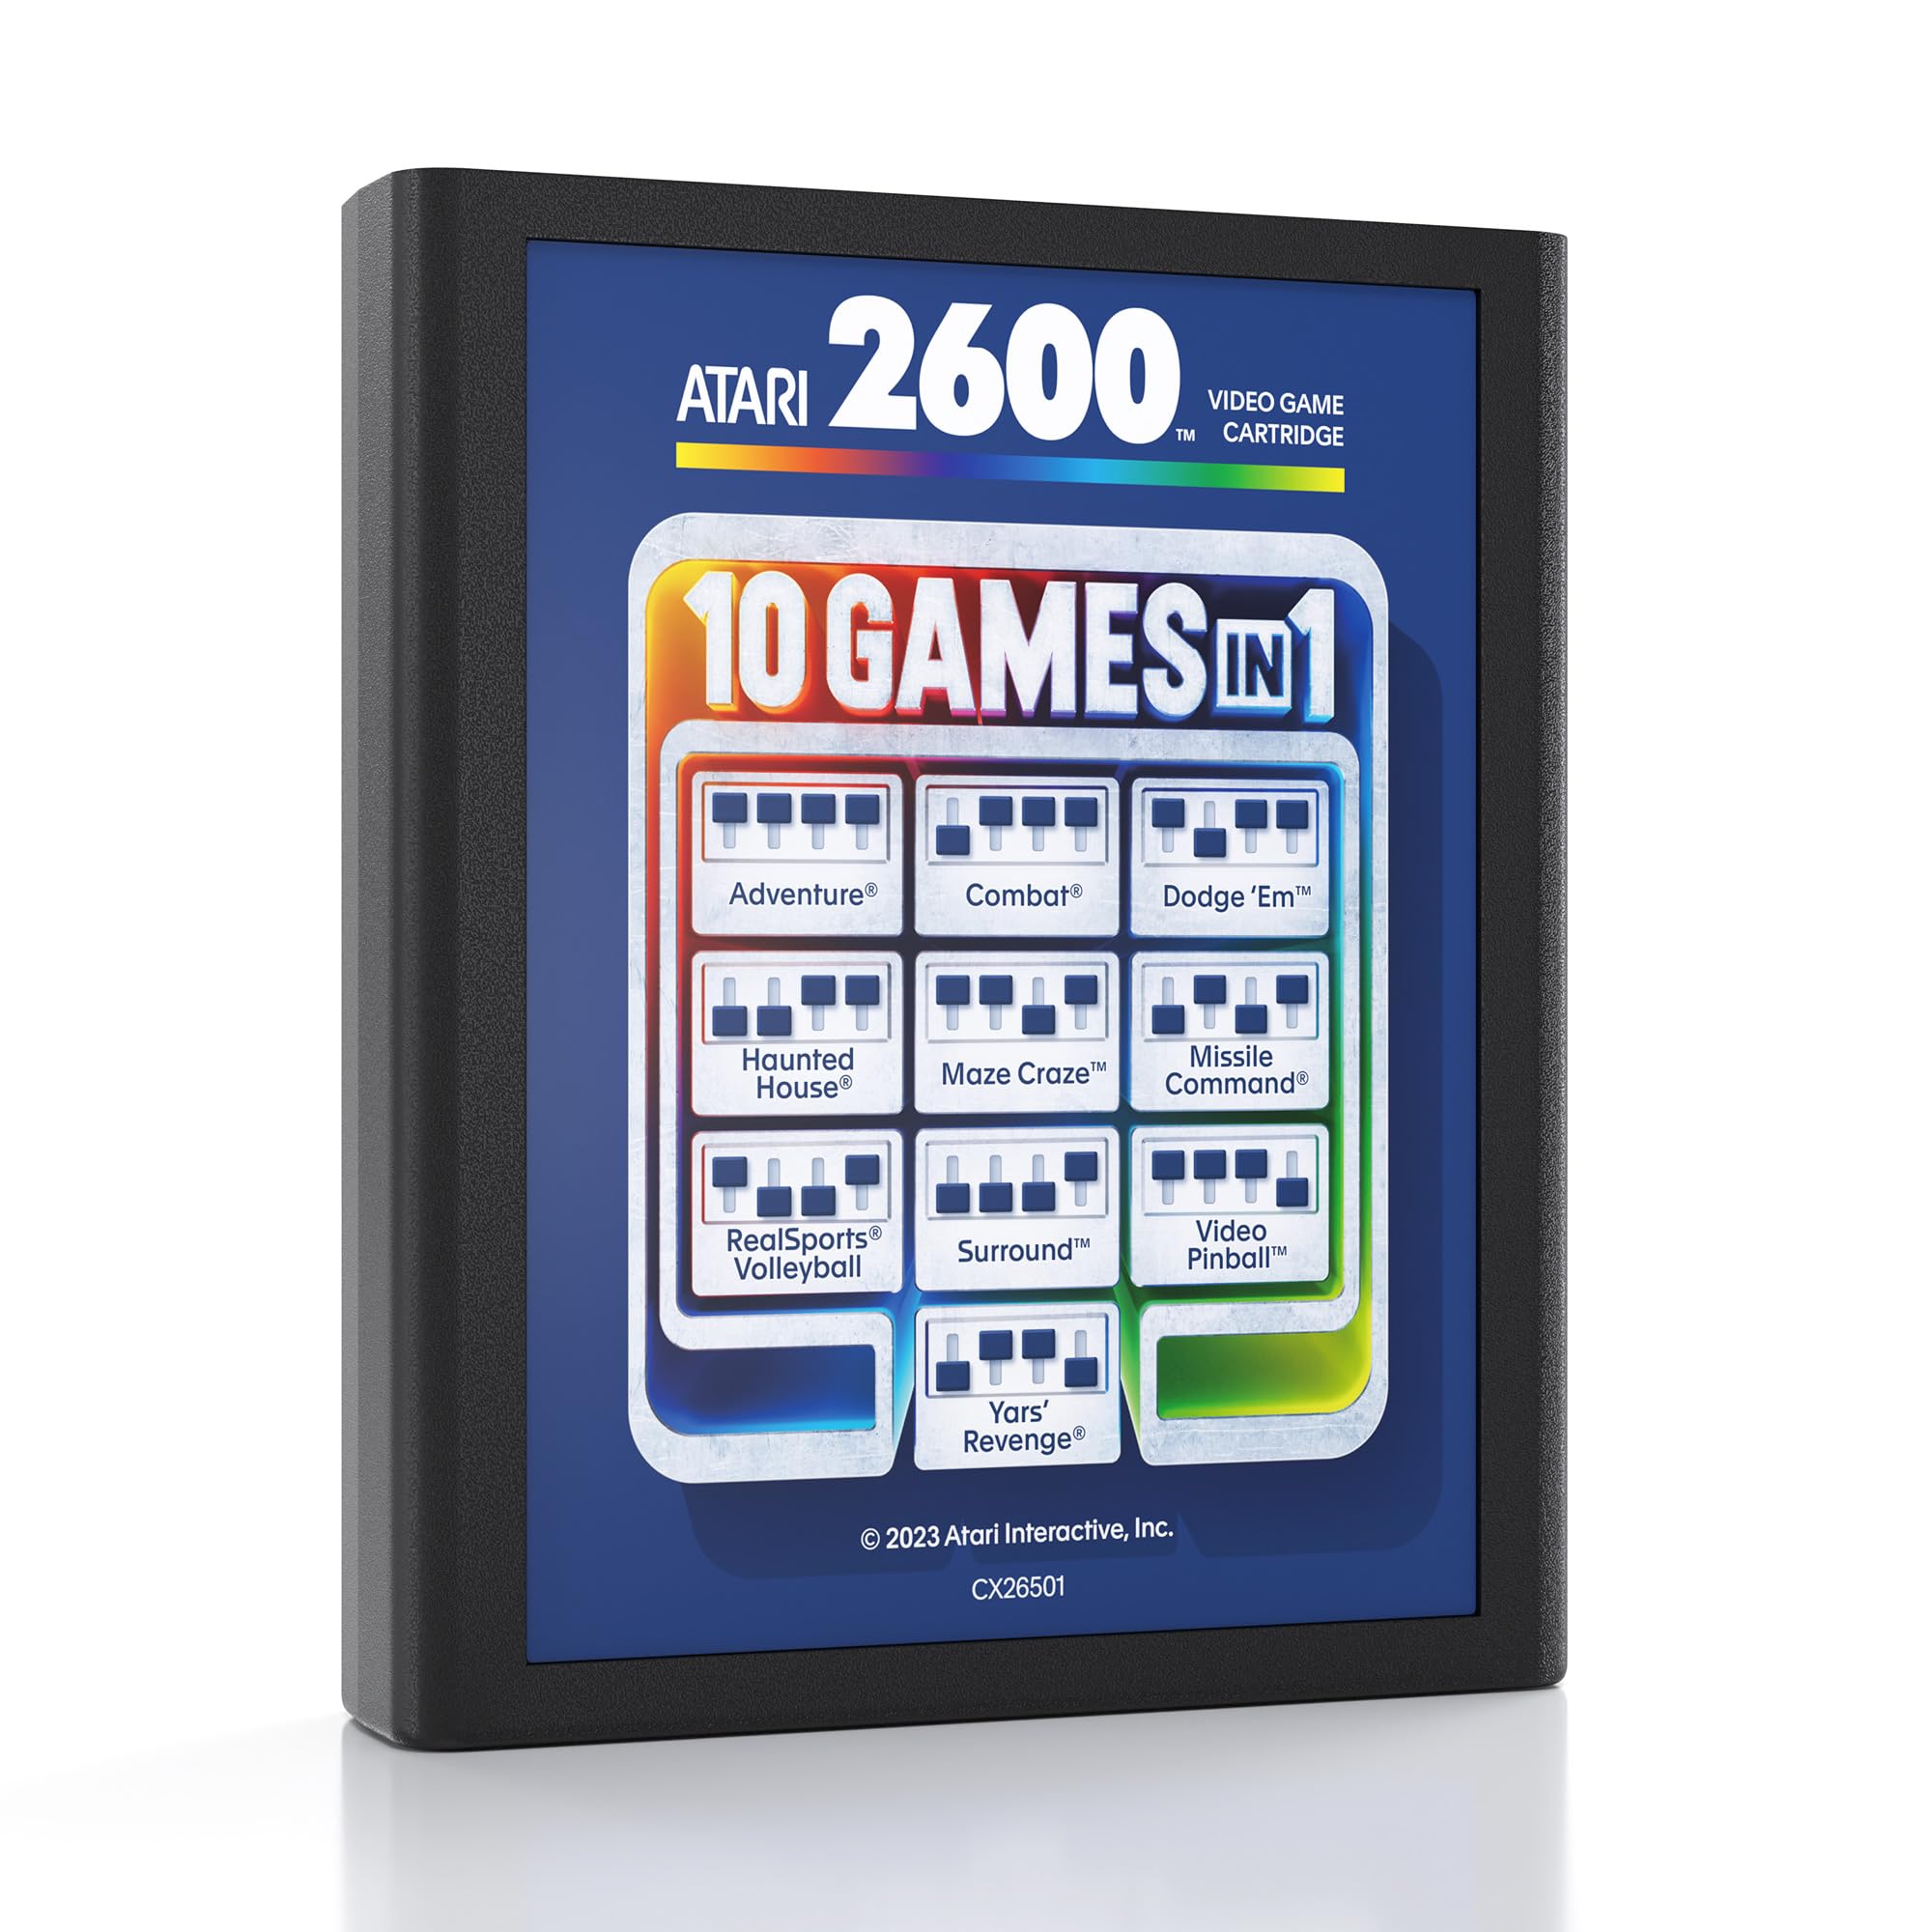 ATARI 2600™ VIDEO GAME
CARTRIDGE
10 GAMES IN 1
Adventure®
Combat®
Dodge 'Em™
Haunted
House®
Maze Craze™
Missile
Command®
RealSports®
Volleyball
Surround™
Video
Pinball™
Yars'
Revenge®
© 2023 Atari Interactive, Inc.
CX26501